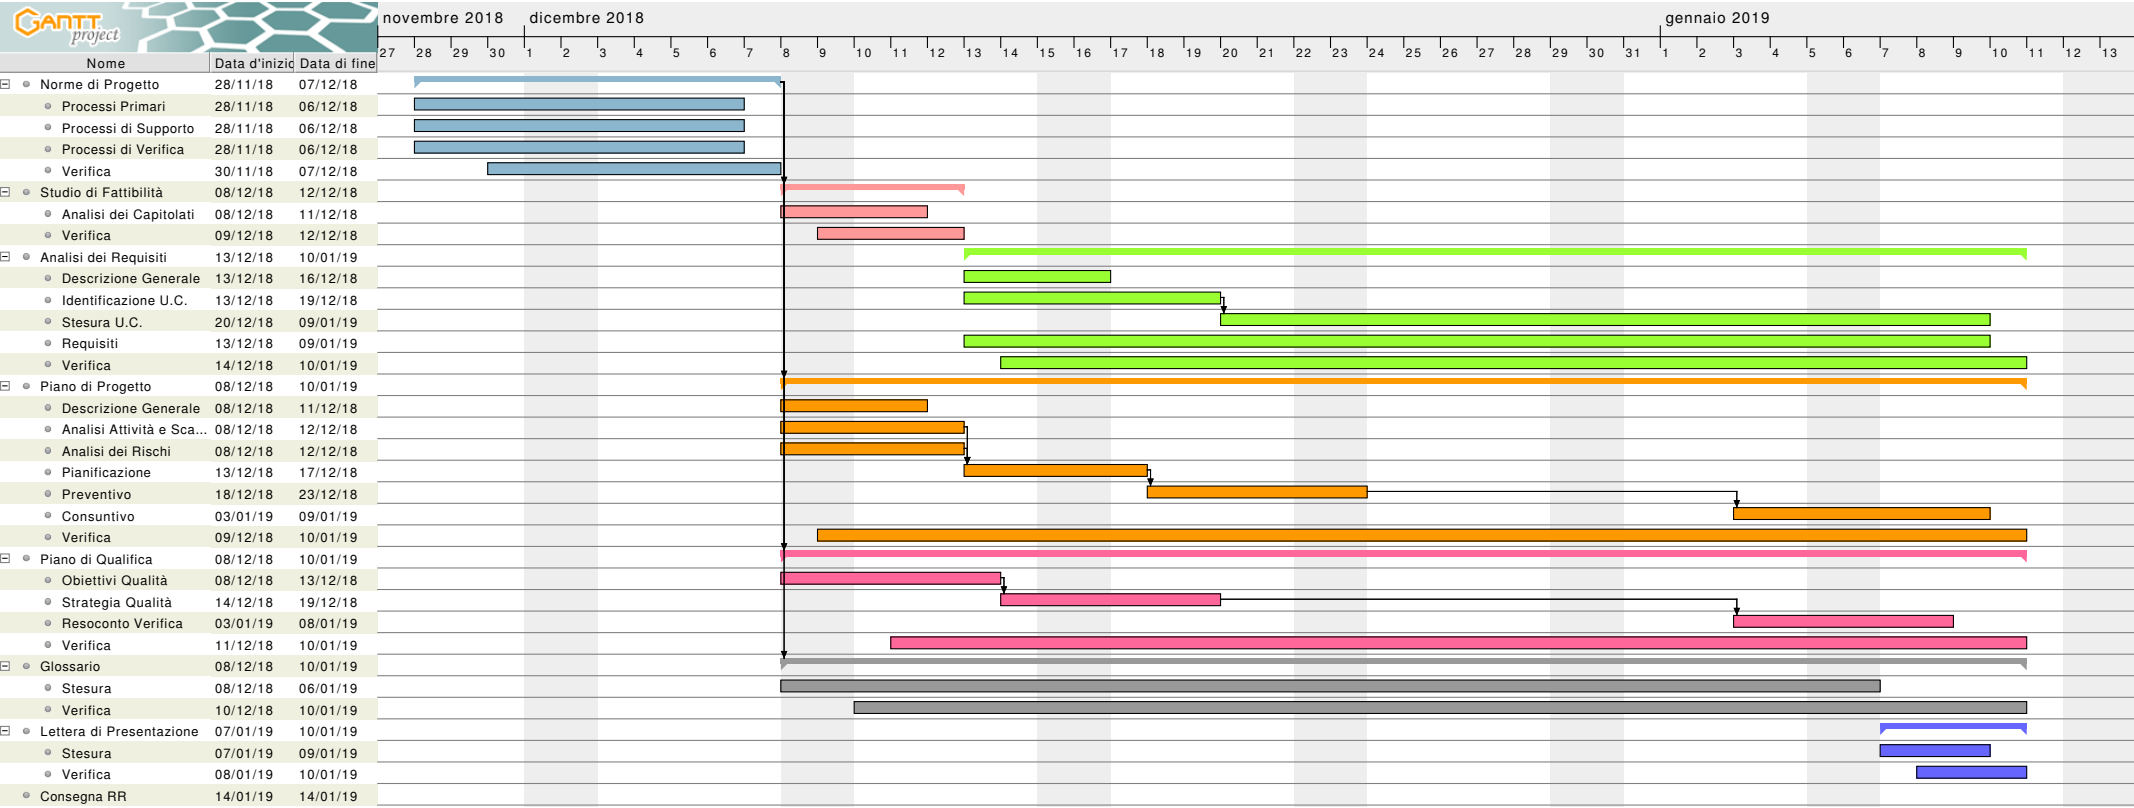 GANTT
project
novembre 2018 dicembre 2018 gennaio 2019
27 28 29 30 1 2 3 4 5 6 7 8 9 10 11 12 13 14 15 16 17 18 19 20 21 22 23 24 25 26 27 28 29 30 31 1 2 3 4 5 6 7 8 9 10 11 12 13
Nome Data d'inizio Data di fine
Norme di Progetto 28/11/18 07/12/18
Processi Primari 28/11/18 06/12/18
Processi di Supporto 28/11/18 06/12/18
Processi di Verifica 28/11/18 06/12/18
Verifica 30/11/18 07/12/18
Studio di Fattibilità 08/12/18 12/12/18
Analisi dei Capitolati 08/12/18 11/12/18
Verifica 09/12/18 12/12/18
Analisi dei Requisiti 13/12/18 10/01/19
Descrizione Generale 13/12/18 16/12/18
Identificazione U.C. 13/12/18 19/12/18
Stesura U.C. 20/12/18 09/01/19
Requisiti 13/12/18 09/01/19
Verifica 14/12/18 10/01/19
Piano di Progetto 08/12/18 10/01/19
Descrizione Generale 08/12/18 11/12/18
Analisi Attività e Sca... 08/12/18 12/12/18
Analisi dei Rischi 08/12/18 12/12/18
Pianificazione 13/12/18 17/12/18
Preventivo 18/12/18 23/12/18
Consuntivo 03/01/19 09/01/19
Verifica 09/12/18 10/01/19
Piano di Qualifica 08/12/18 10/01/19
Obiettivi Qualità 08/12/18 13/12/18
Strategia Qualità 14/12/18 19/12/18
Resoconto Verifica 03/01/19 08/01/19
Verifica 11/12/18 10/01/19
Glossario 08/12/18 10/01/19
Stesura 08/12/18 06/01/19
Verifica 10/12/18 10/01/19
Lettera di Presentazione 07/01/19 10/01/19
Stesura 07/01/19 09/01/19
Verifica 08/01/19 10/01/19
Consegna RR 14/01/19 14/01/19